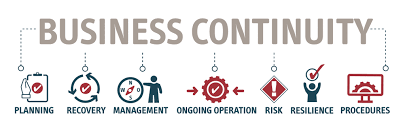 BUSINESS CONTINUITY
N
W O
S
PLANNING RECOVERY MANAGEMENT ONGOING OPERATION RISK RESILIENCE PROCEDURES